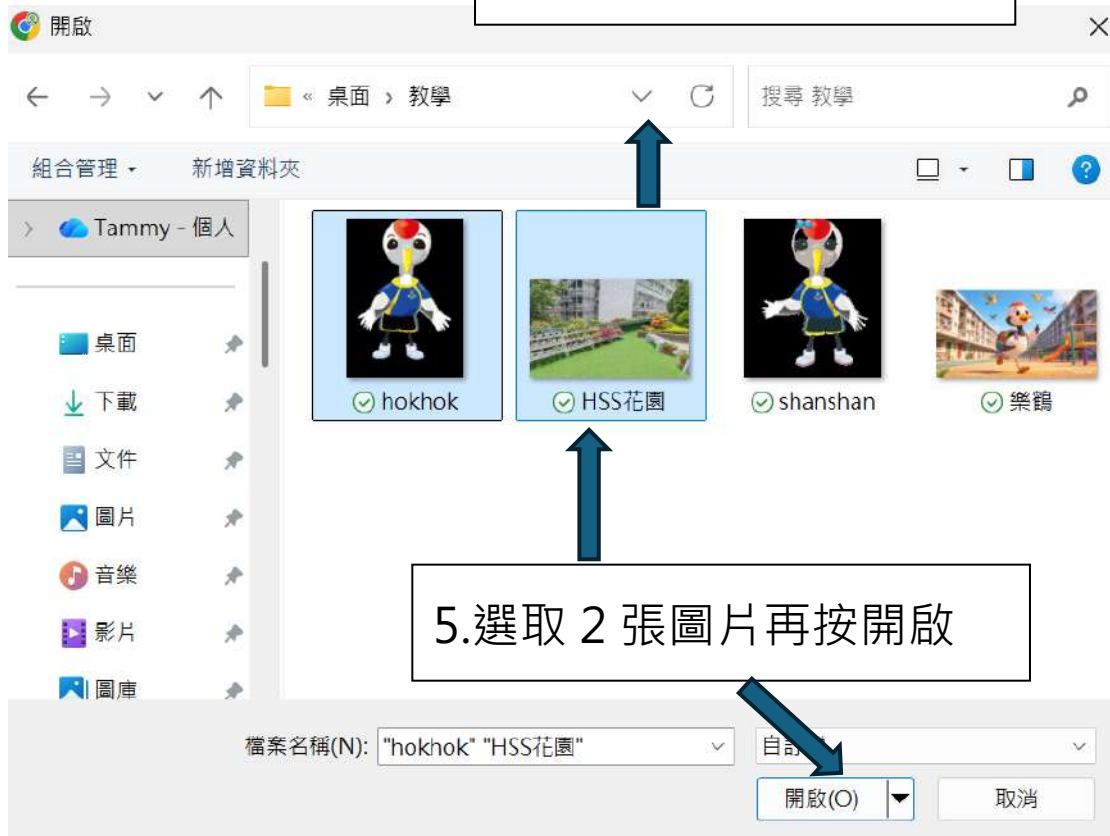 開啟
« 桌面 › 教學
搜尋 教學
組合管理
新增資料夾
Tammy - 個人
桌面
下載
文件
圖片
音樂
影片
圖庫
hokhok
HSS花園
shanshan
樂鶴
5.選取 2 張圖片再按開啟
檔案名稱(N): "hokhok" "HSS花園"
開啟(O)
取消